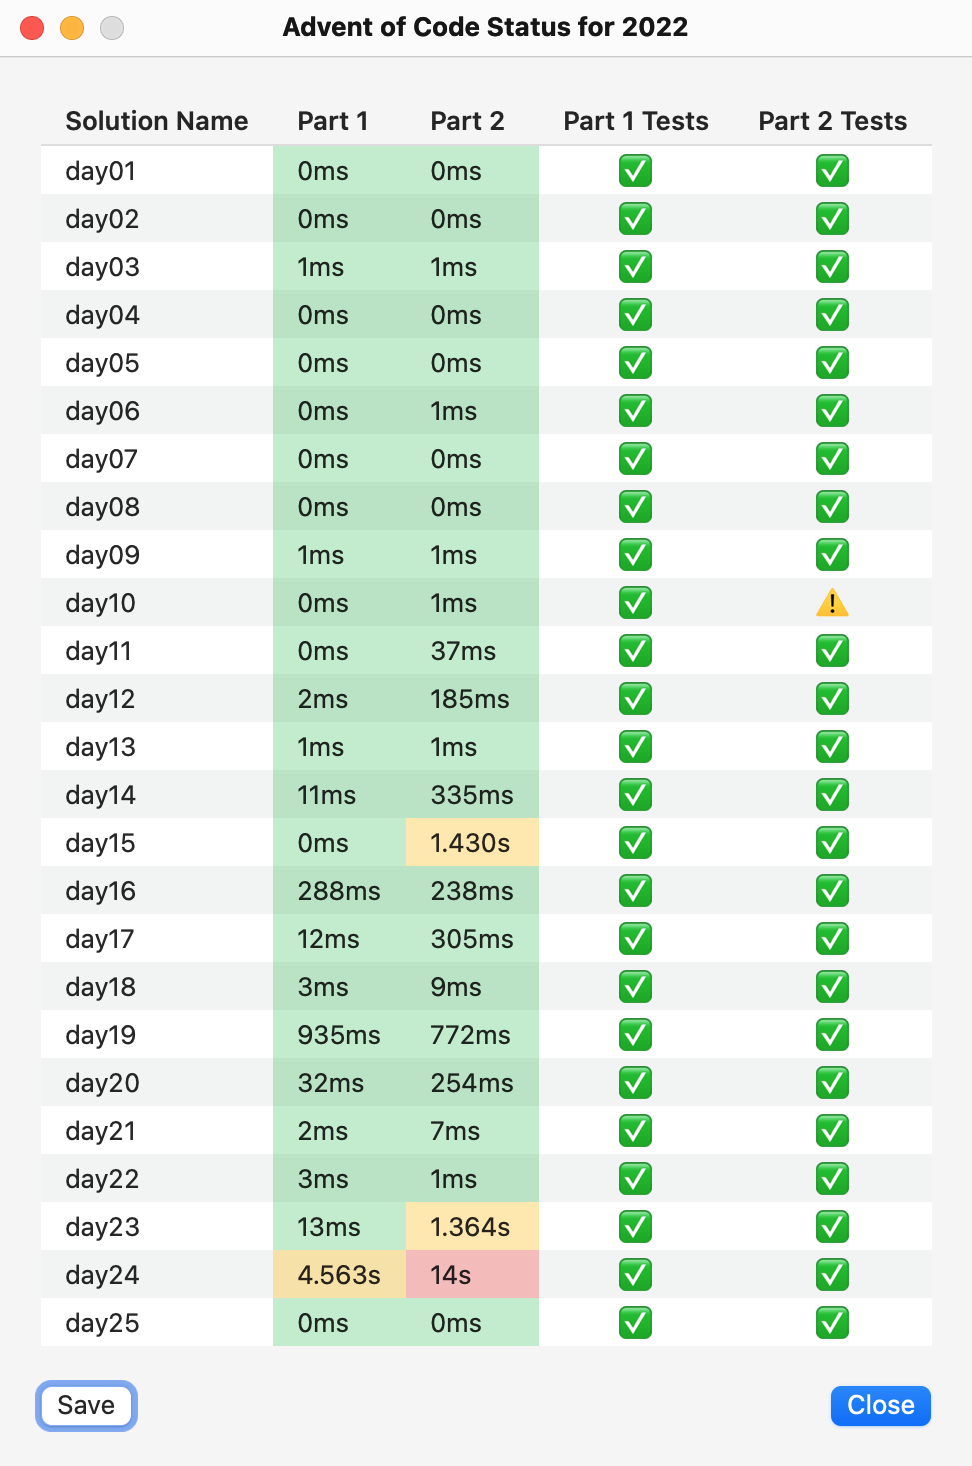 Advent of Code Status for 2022
Solution Name Part 1 Part 2 Part 1 Tests Part 2 Tests
day01 0ms 0ms ✅ ✅
day02 0ms 0ms ✅ ✅
day03 1ms 1ms ✅ ✅
day04 0ms 0ms ✅ ✅
day05 0ms 0ms ✅ ✅
day06 0ms 1ms ✅ ✅
day07 0ms 0ms ✅ ✅
day08 0ms 0ms ✅ ✅
day09 1ms 1ms ✅ ✅
day10 0ms 1ms ✅ ⚠️
day11 0ms 37ms ✅ ✅
day12 2ms 185ms ✅ ✅
day13 1ms 1ms ✅ ✅
day14 11ms 335ms ✅ ✅
day15 0ms 1.430s ✅ ✅
day16 288ms 238ms ✅ ✅
day17 12ms 305ms ✅ ✅
day18 3ms 9ms ✅ ✅
day19 935ms 772ms ✅ ✅
day20 32ms 254ms ✅ ✅
day21 2ms 7ms ✅ ✅
day22 3ms 1ms ✅ ✅
day23 13ms 1.364s ✅ ✅
day24 4.563s 14s ✅ ✅
day25 0ms 0ms ✅ ✅
Save Close